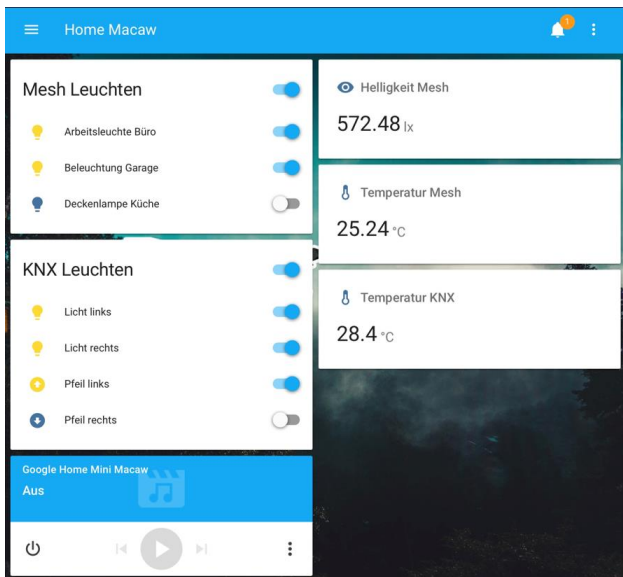 Home Macaw
1
Mesh Leuchten
Arbeitsleuchte Büro
Beleuchtung Garage
Deckenlampe Küche
KNX Leuchten
Licht links
Licht rechts
Pfeil links
Pfeil rechts
Google Home Mini Macaw
Aus
Helligkeit Mesh
572.48 lx
Temperatur Mesh
25.24 °C
Temperatur KNX
28.4 °C